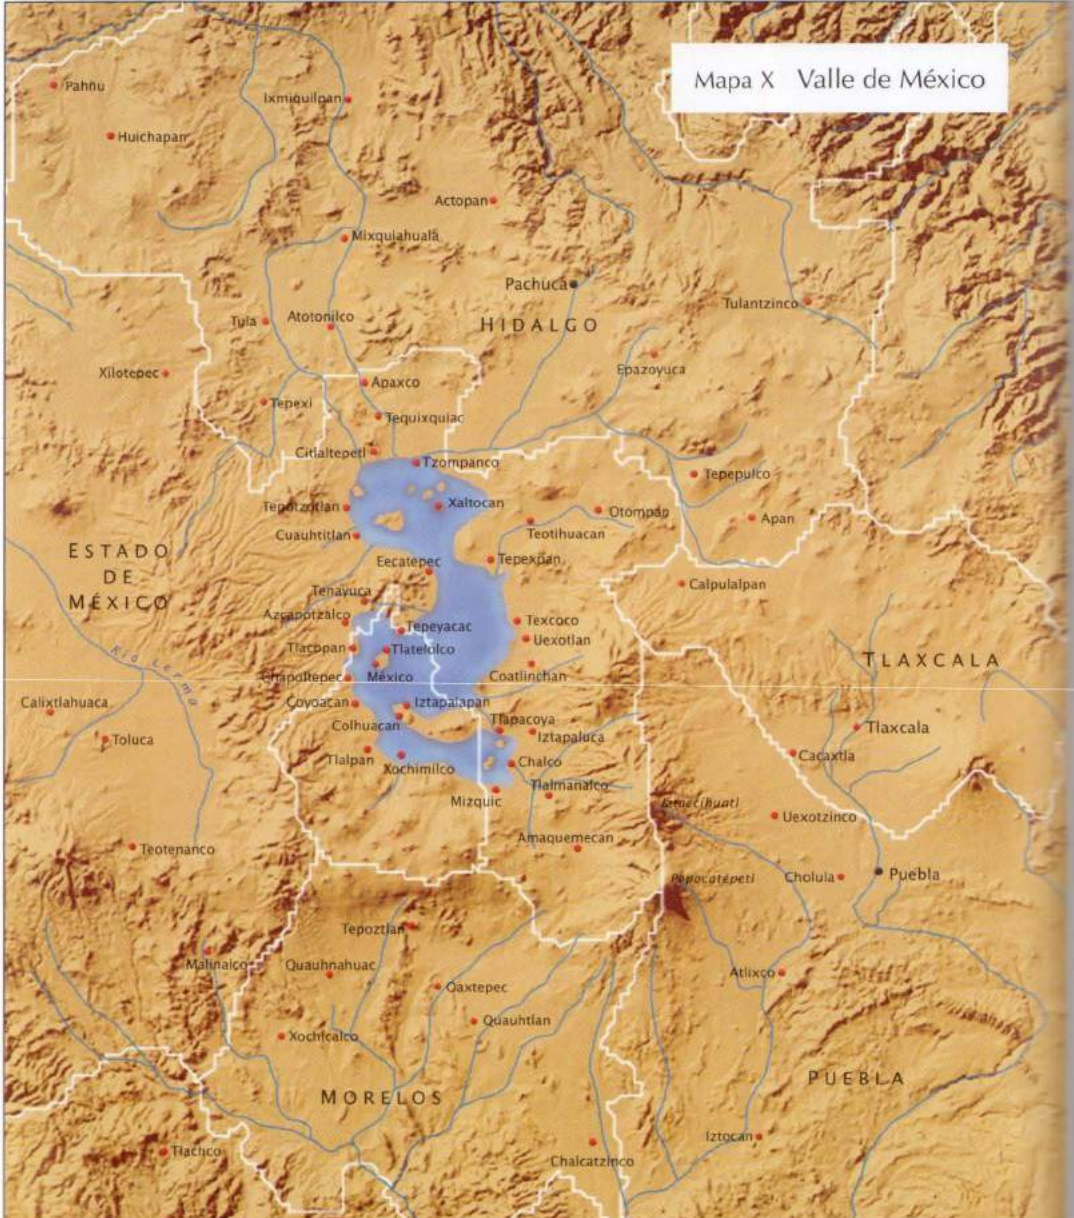 Mapa X Valle de México
Pahñu
Ixmiquilpan
Huichapan
Actopan
Mixquiahuala
Pachuca
Tulantzinco
Tula
Atotonilco
HIDALGO
Epazoyuca
Xilotepec
Apaxco
Tepexi
Tequixquiac
Citlaltepetl
Tzompanco
Tepepulco
Tepotzotlan
Xaltocan
Otompan
Apan
Cuauhtitlan
Teotihuacan
ESTADO
DE
MÉXICO
Eecatepec
Tepexpan
Calpulalpan
Tenayuca
Azcapotzalco
Tepeyacac
Texcoco
Uexotlan
Tlacopan
Tlatelolco
Río Lerma
TLAXCALA
Chapoltepec
México
Coatlinchan
Calixtlahuaca
Coyoacan
Iztapalapan
Colhuacan
Tlapacoya
Iztapaluca
Tlaxcala
Toluca
Tlalpan
Xochimilco
Chalco
Cacaxtla
Tlalmanalco
Mizquic
Iztaccihuatl
Uexotzinco
Amaquemecan
Teotenanco
Popocatépetl
Cholula
Puebla
Tepoztlan
Malinalco
Quauhnahuac
Atlixco
Oaxtepec
Quauhtlan
Xochicalco
MORELOS
PUEBLA
Iztocan
Tlachco
Chalcatzinco